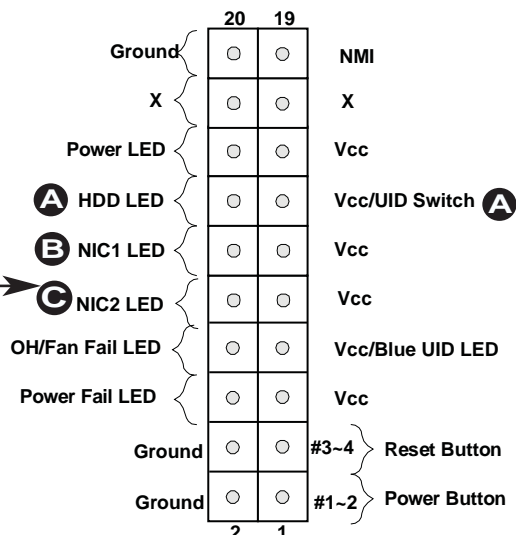 20 19
Ground NMI
X X
Power LED Vcc
A HDD LED Vcc/UID Switch A
B NIC1 LED Vcc
C NIC2 LED Vcc
OH/Fan Fail LED Vcc/Blue UID LED
Power Fail LED Vcc
Ground #3~4 Reset Button
Ground #1~2 Power Button
2 1